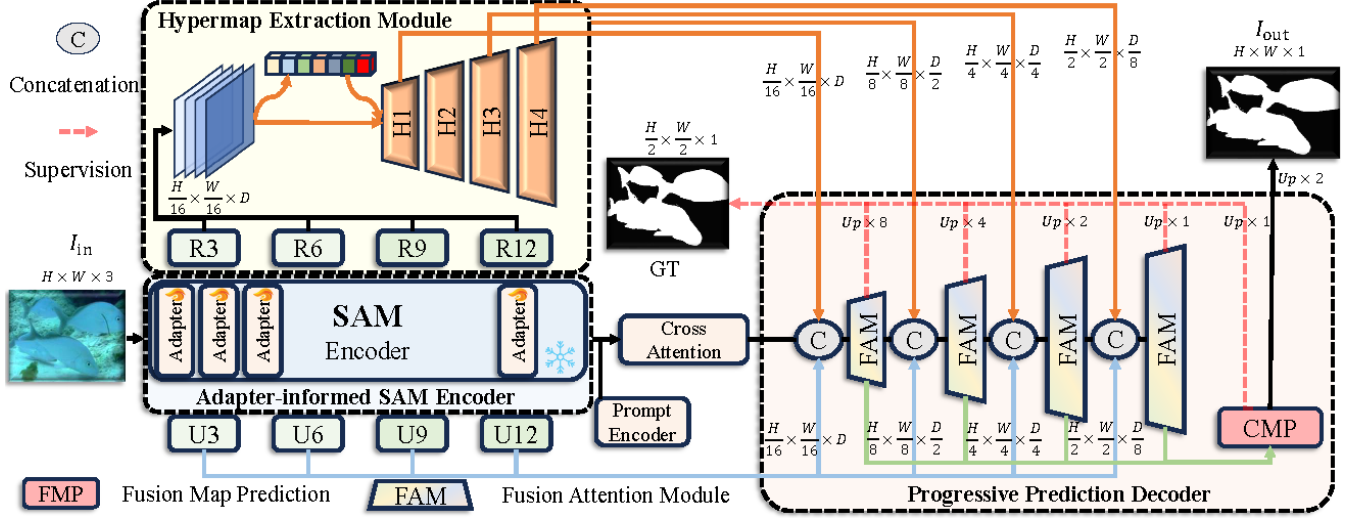 Hypermap Extraction Module
C
Concatenation
Supervision
H/16 × W/16 × D
H1
H2
H3
H4
R3
R6
R9
R12
I_in
H × W × 3
SAM
Encoder
Adapter
Adapter
Adapter
Adapter
Adapter-informed SAM Encoder
U3
U6
U9
U12
Cross
Attention
Prompt
Encoder
H/2 × W/2 × 1
GT
H/16 × W/16 × D
H/8 × W/8 × D/2
H/4 × W/4 × D/4
H/2 × W/2 × D/8
I_out
H × W × 1
Up × 2
Up × 8
Up × 4
Up × 2
Up × 1
Up × 1
C
FAM
C
FAM
C
FAM
C
FAM
CMP
H/16 × W/16 × D
H/8 × W/8 × D/2
H/4 × W/4 × D/4
H/2 × W/2 × D/8
Progressive Prediction Decoder
FMP
Fusion Map Prediction
FAM
Fusion Attention Module